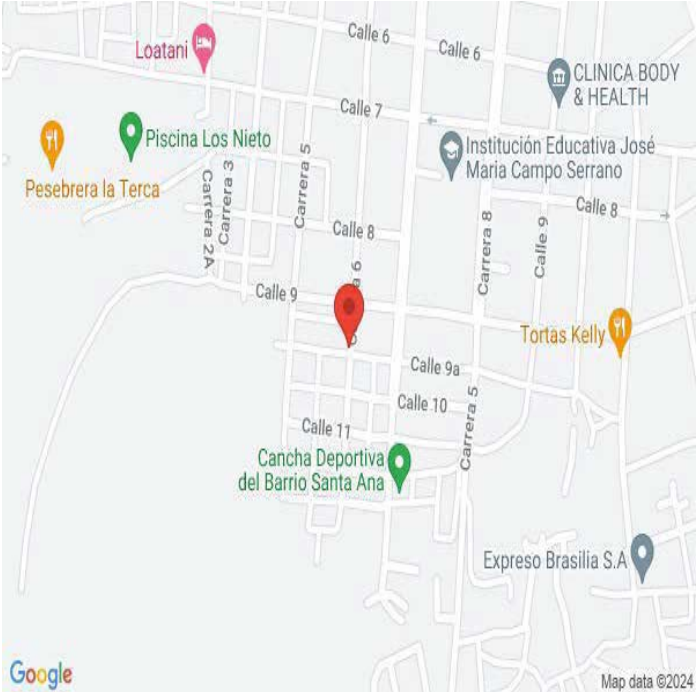 Calle 6
Calle 6
Loatani
CLINICA BODY
& HEALTH
Calle 7
Piscina Los Nieto
Institución Educativa José
Maria Campo Serrano
Pesebrera la Terca
Carrera 2A
Carrera 3
Carrera 5
Calle 8
Calle 8
Carrera 8
Calle 9
a 6
Calle 9
Tortas Kelly
Calle 9a
Calle 10
Carrera 5
Calle 11
Cancha Deportiva
del Barrio Santa Ana
Expreso Brasilia S.A
Google
Map data ©2024